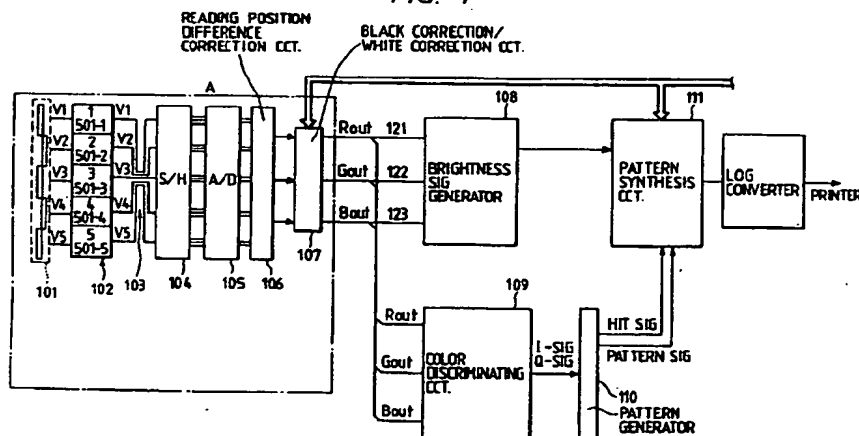 READING POSITION
DIFFERENCE
CORRECTION CCT.
BLACK CORRECTION/
WHITE CORRECTION CCT.
A
108
111
V1
V2
V3
V4
V5
1
501-1
2
501-2
3
501-3
4
501-4
5
501-5
V1
V2
V3
V4
V5
S/H
A/D
Rout 121
Gout 122
Bout 123
BRIGHTNESS
SIG
GENERATOR
PATTERN
SYNTHESIS
CCT.
LOG
CONVERTER
PRINTER
101
102
103
104
105
106
107
109
Rout
Gout
Bout
COLOR
DISCRIMINATING
CCT.
I-SIG
Q-SIG
HIT SIG
PATTERN SIG
110
PATTERN
GENERATOR